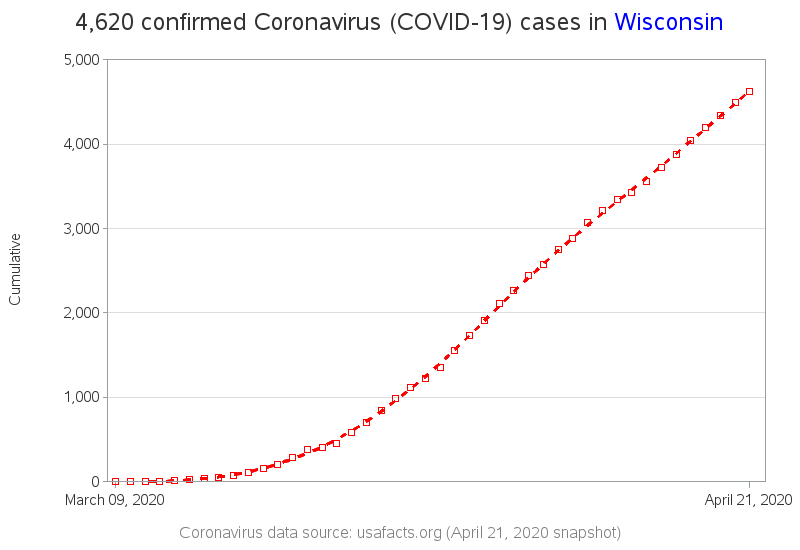 4,620 confirmed Coronavirus (COVID-19) cases in Wisconsin
5,000
4,000
3,000
2,000
1,000
0
Cumulative
March 09, 2020
April 21, 2020
Coronavirus data source: usafacts.org (April 21, 2020 snapshot)